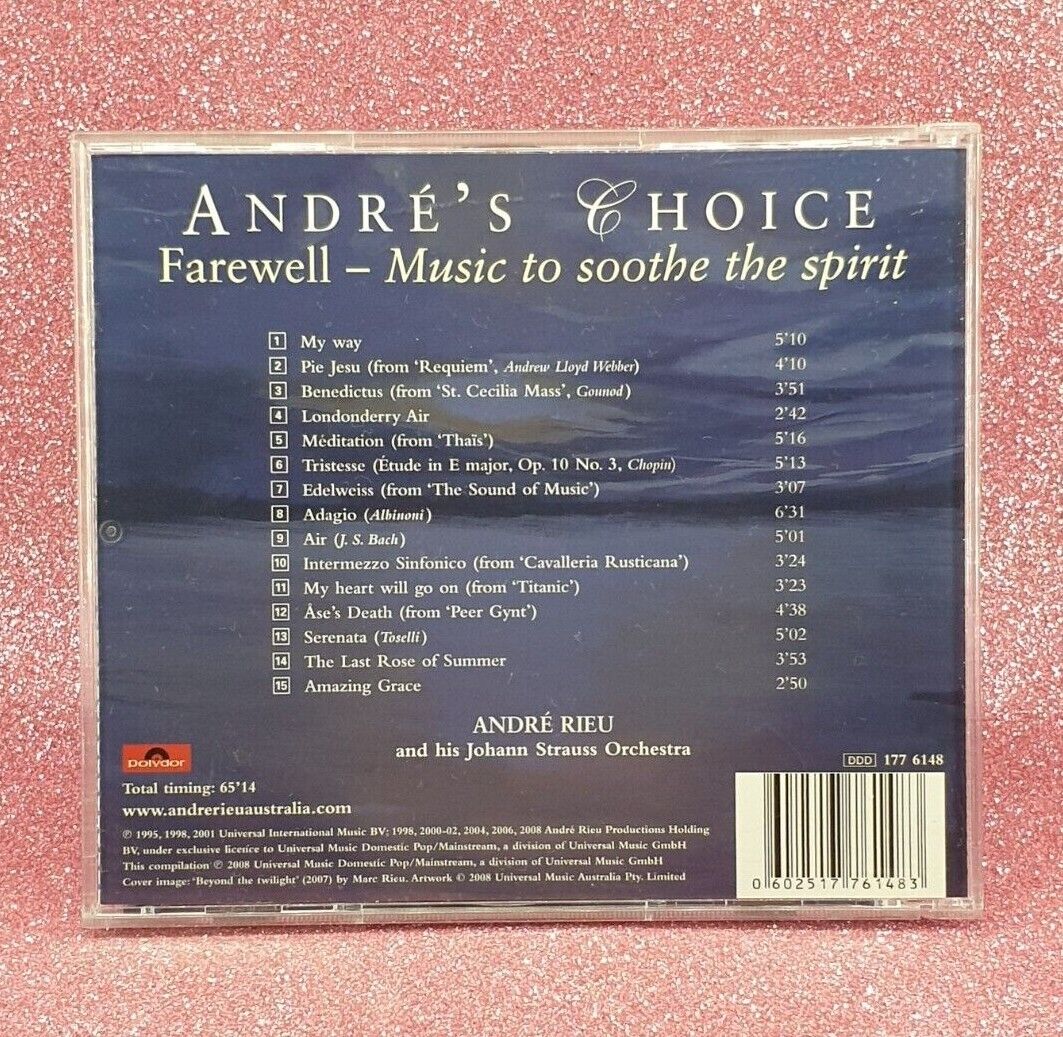 ANDRÉ'S CHOICE
Farewell – Music to soothe the spirit
1 My way 5'10
2 Pie Jesu (from 'Requiem', Andrew Lloyd Webber) 4'10
3 Benedictus (from 'St. Cecilia Mass', Gounod) 3'51
4 Londonderry Air 2'42
5 Méditation (from 'Thaïs') 5'16
6 Tristesse (Étude in E major, Op. 10 No. 3, Chopin) 5'13
7 Edelweiss (from 'The Sound of Music') 3'07
8 Adagio (Albinoni) 6'31
9 Air (J. S. Bach) 5'01
10 Intermezzo Sinfonico (from 'Cavalleria Rusticana') 3'24
11 My heart will go on (from 'Titanic') 3'23
12 Åse's Death (from 'Peer Gynt') 4'38
13 Serenata (Toselli) 5'02
14 The Last Rose of Summer 3'53
15 Amazing Grace 2'50
ANDRÉ RIEU
and his Johann Strauss Orchestra
Polydor
DDD 177 6148
Total timing: 65'14
www.andrerieuaustralia.com
℗ 1995, 1998, 2001 Universal International Music BV; 1998, 2000-02, 2004, 2006, 2008 André Rieu Productions Holding
BV, under exclusive licence to Universal Music Domestic Pop/Mainstream, a division of Universal Music GmbH
This compilation ℗ 2008 Universal Music Domestic Pop/Mainstream, a division of Universal Music GmbH
Cover image: 'Beyond the twilight' (2007) by Marc Rieu. Artwork © 2008 Universal Music Australia Pty. Limited
0 602517 761483